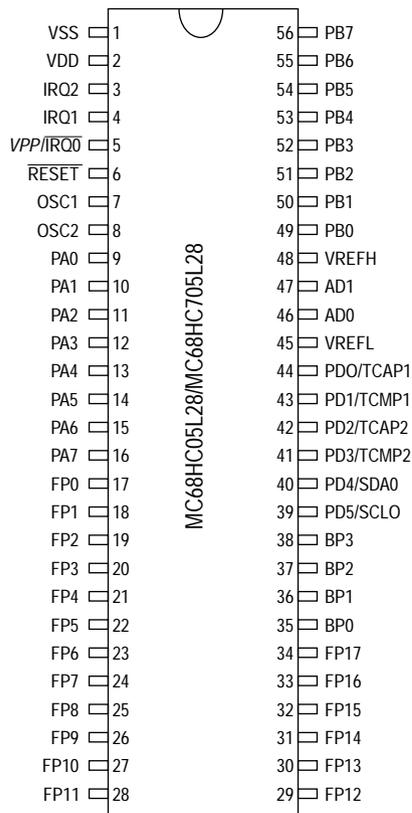 VSS 1 56 PB7
VDD 2 55 PB6
IRQ2 3 54 PB5
IRQ1 4 53 PB4
VPP/IRQ0 5 52 PB3
RESET 6 51 PB2
OSC1 7 50 PB1
OSC2 8 49 PB0
PA0 9 48 VREFH
PA1 10 47 AD1
PA2 11 46 AD0
PA3 12 45 VREFL
PA4 13 44 PDO/TCAP1
PA5 14 43 PD1/TCMP1
PA6 15 42 PD2/TCAP2
PA7 16 41 PD3/TCMP2
FP0 17 40 PD4/SDA0
FP1 18 39 PD5/SCLO
FP2 19 38 BP3
FP3 20 37 BP2
FP4 21 36 BP1
FP5 22 35 BP0
FP6 23 34 FP17
FP7 24 33 FP16
FP8 25 32 FP15
FP9 26 31 FP14
FP10 27 30 FP13
FP11 28 29 FP12
MC68HC05L28/MC68HC705L28